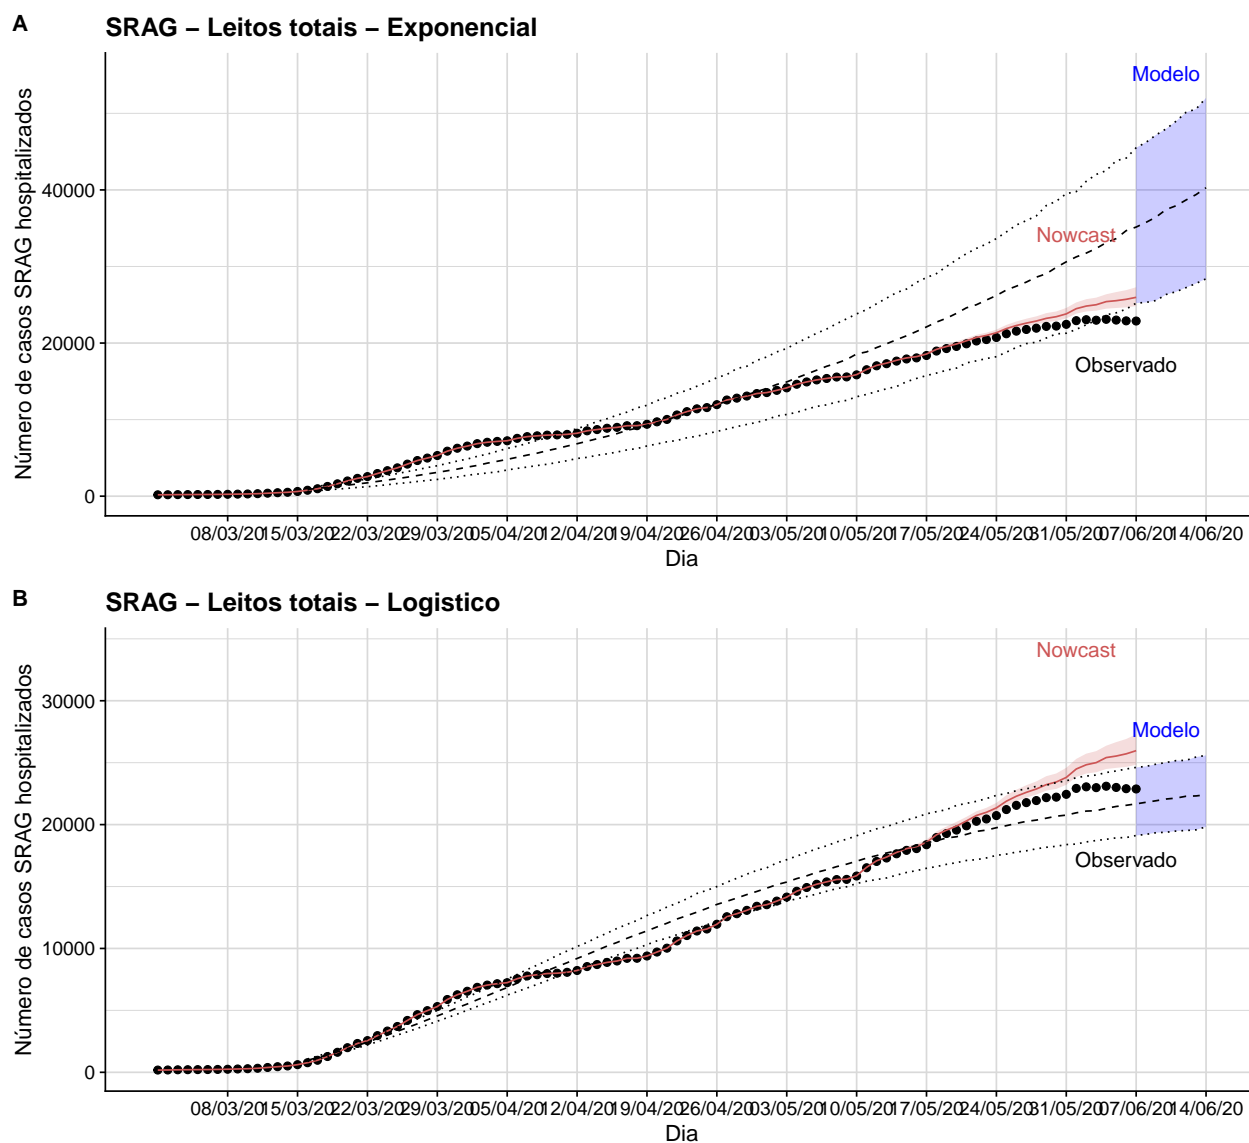 A
SRAG – Leitos totais – Exponencial
Número de casos SRAG hospitalizados
40000
20000
0
Modelo
Nowcast
Observado
08/03/20 15/03/20 22/03/20 29/03/20 05/04/20 12/04/20 19/04/20 26/04/20 03/05/20 10/05/20 17/05/20 24/05/20 31/05/20 07/06/20 14/06/20
Dia
B
SRAG – Leitos totais – Logistico
Número de casos SRAG hospitalizados
30000
20000
10000
0
Nowcast
Modelo
Observado
08/03/20 15/03/20 22/03/20 29/03/20 05/04/20 12/04/20 19/04/20 26/04/20 03/05/20 10/05/20 17/05/20 24/05/20 31/05/20 07/06/20 14/06/20
Dia